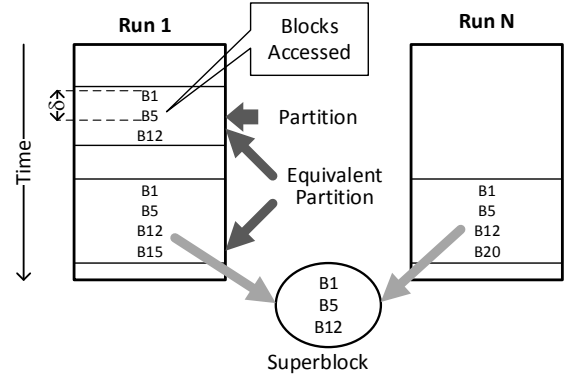 Run 1
Run N
Blocks
Accessed
Time
δ
B1
B5
B12
Partition
Equivalent
Partition
B1
B5
B12
B15
B1
B5
B12
B20
B1
B5
B12
Superblock